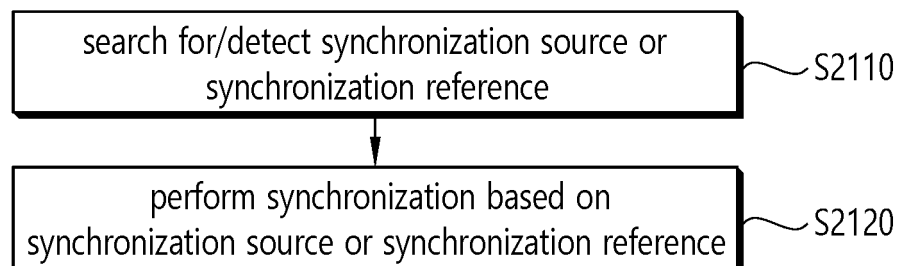 search for/detect synchronization source or
synchronization reference
S2110
perform synchronization based on
synchronization source or synchronization reference
S2120